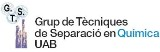 G.
T.
S.
Grup de Tècniques
de Separació en Química
UAB